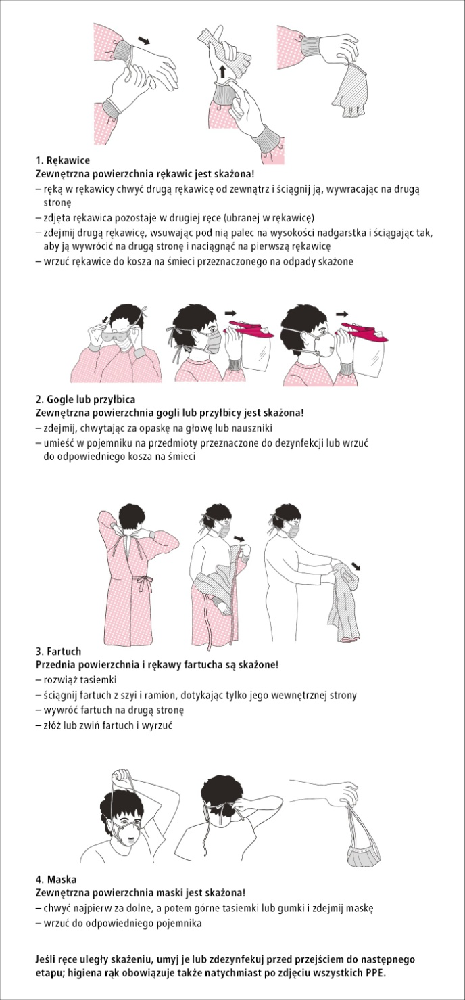 1. Rękawice
Zewnętrzna powierzchnia rękawic jest skażona!
– ręką w rękawicy chwyć drugą rękawicę od zewnątrz i ściągnij ją, wywracając na drugą
stronę
– zdjęta rękawica pozostaje w drugiej ręce (ubranej w rękawicę)
– zdejmij drugą rękawicę, wsuwając pod nią palec na wysokości nadgarstka i ściągając tak,
aby ją wywrócić na drugą stronę i naciągnąć na pierwszą rękawicę
– wrzuć rękawice do kosza na śmieci przeznaczonego na odpady skażone
2. Gogle lub przyłbica
Zewnętrzna powierzchnia gogli lub przyłbicy jest skażona!
– zdejmij, chwytając za opaskę na głowę lub nauszniki
– umieść w pojemniku na przedmioty przeznaczone do dezynfekcji lub wrzuć
do odpowiedniego kosza na śmieci
3. Fartuch
Przednia powierzchnia i rękawy fartucha są skażone!
– rozwiąż tasiemki
– ściągnij fartuch z szyi i ramion, dotykając tylko jego wewnętrznej strony
– wywróć fartuch na drugą stronę
– złóż lub zwiń fartuch i wyrzuć
4. Maska
Zewnętrzna powierzchnia maski jest skażona!
– chwyć najpierw za dolne, a potem górne tasiemki lub gumki i zdejmij maskę
– wrzuć do odpowiedniego pojemnika
Jeśli ręce uległy skażeniu, umyj je lub zdezynfekuj przed przejściem do następnego
etapu; higiena rąk obowiązuje także natychmiast po zdjęciu wszystkich PPE.